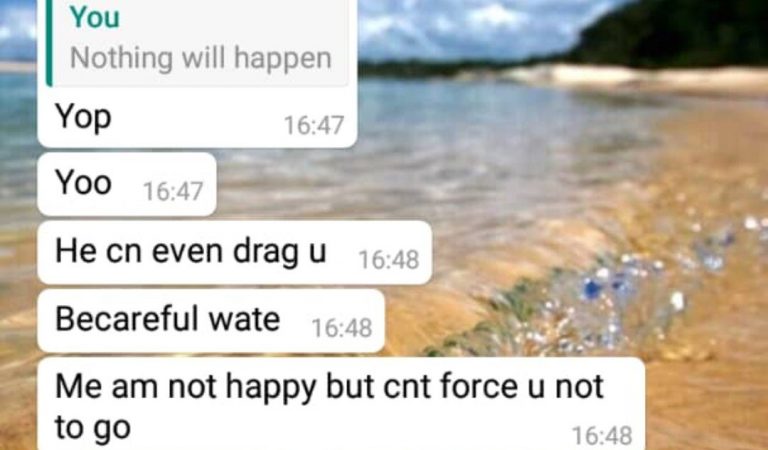 You
Nothing will happen
Yop
16:47
Yoo
16:47
He cn even drag u
16:48
Becareful wate
16:48
Me am not happy but cnt force u not
to go
16:48